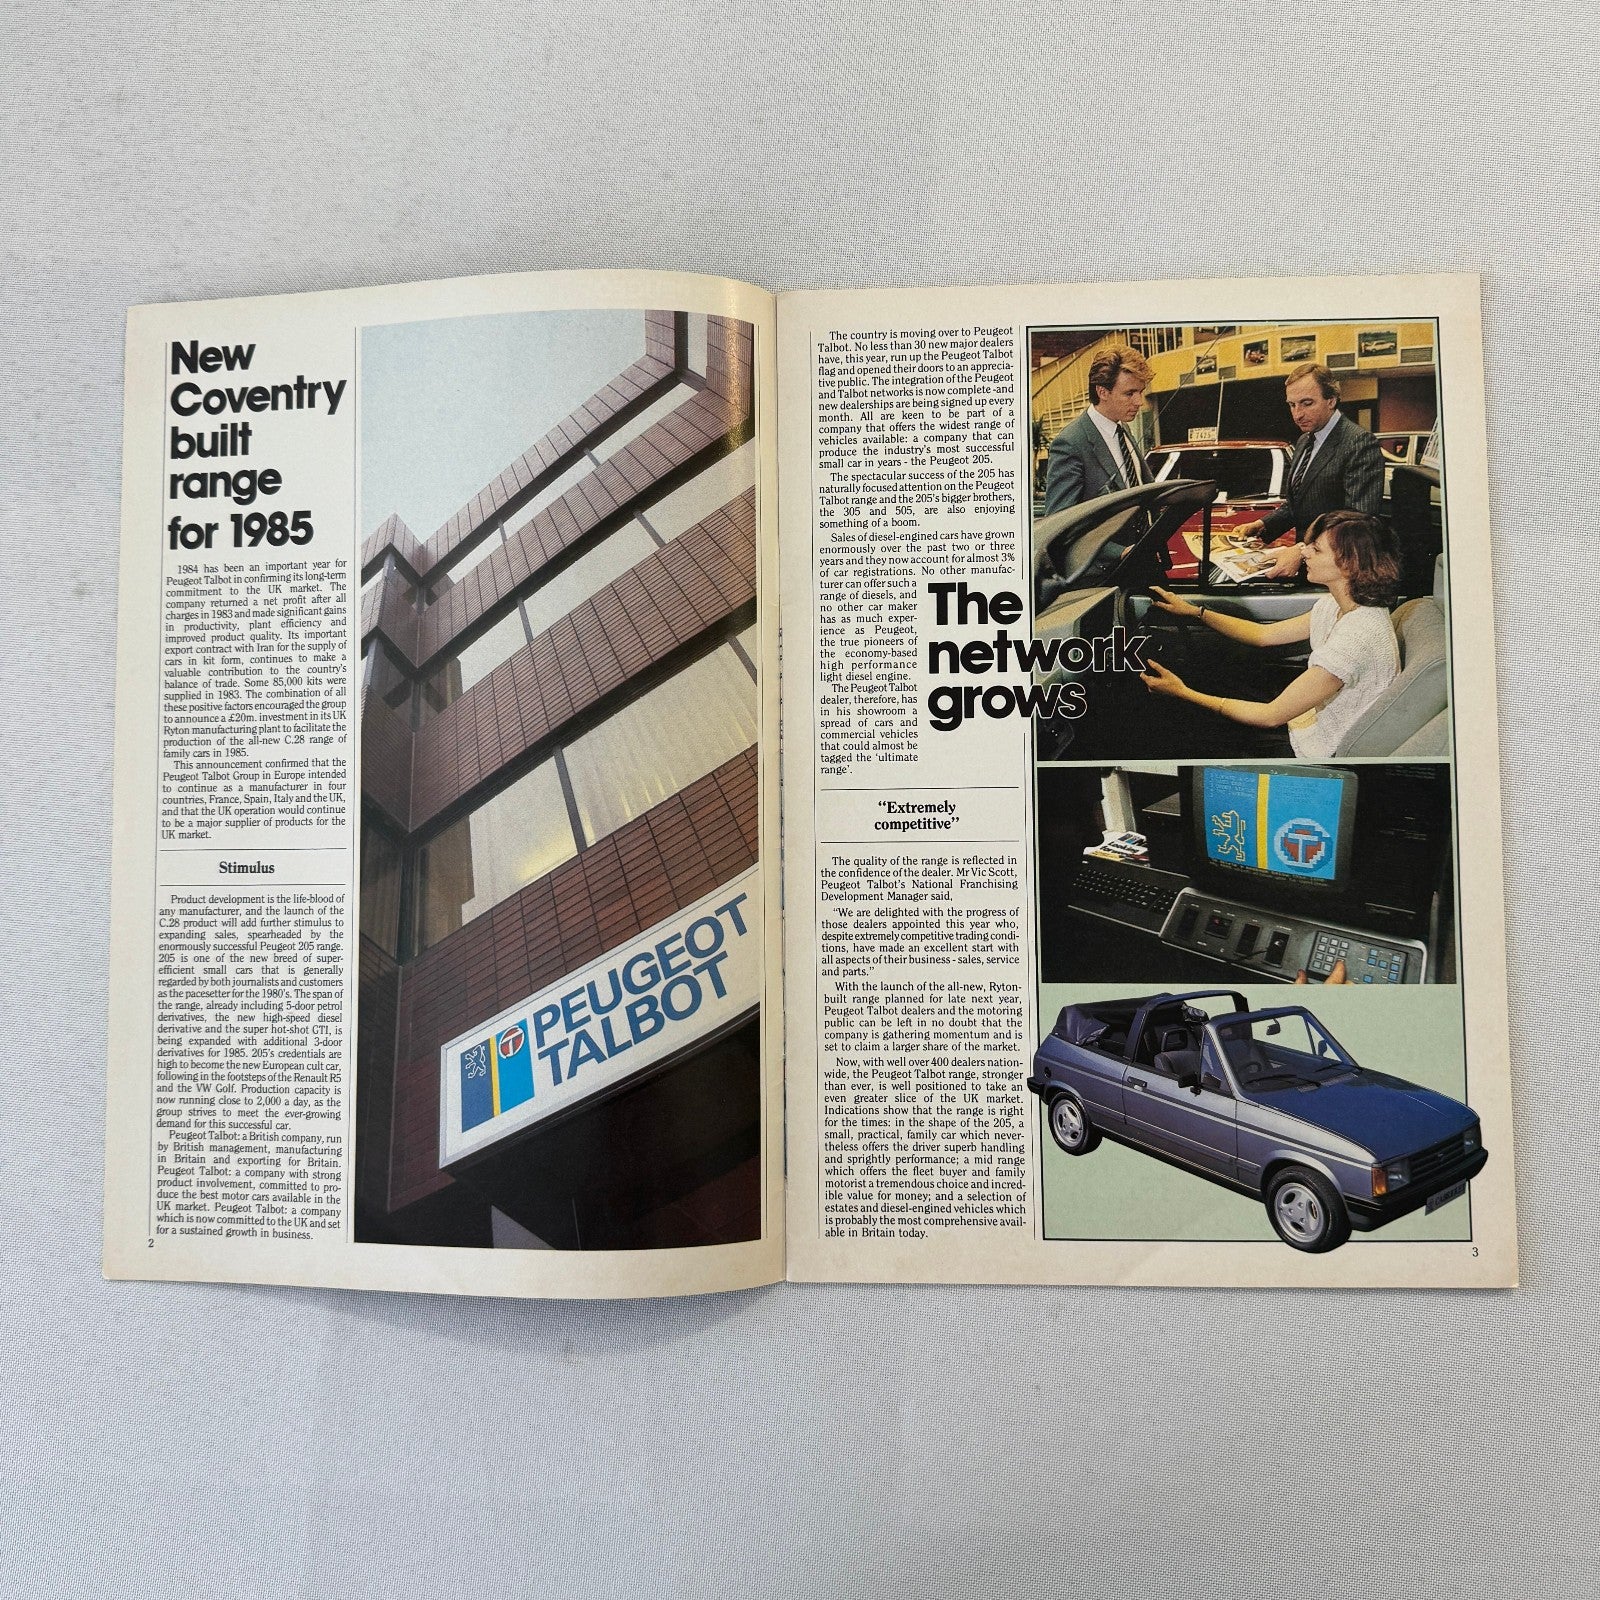 New
Coventry
built
range
for 1985
1984 has been an important year for
Peugeot Talbot in confirming its long-term
commitment to the UK market. The
company returned a net profit after all
charges in 1983 and made significant gains
in productivity, plant efficiency and
improved product quality. Its important
export contract with Iran for the supply of
cars in kit form, continues to make a
valuable contribution to the country's
balance of trade. Some 85,000 kits were
supplied in 1983. The combination of all
these positive factors encouraged the group
to announce a £20m. investment in its UK
Ryton manufacturing plant to facilitate the
production of the all-new C.28 range of
family cars in 1985.
This announcement confirmed that the
Peugeot Talbot Group in Europe intended
to continue as a manufacturer in four
countries, France, Spain, Italy and the UK,
and that the UK operation would continue
to be a major supplier of products for the
UK market.
Stimulus
Product development is the life-blood of
any manufacturer, and the launch of the
C.28 product will add further stimulus to
expanding sales, spearheaded by the
enormously successful Peugeot 205 range.
205 is one of the new breed of super-
efficient small cars that is generally
regarded by both journalists and customers
as the pacesetter for the 1980's. The span of
the range, already including 5-door petrol
derivatives, the new high-speed diesel
derivative and the super hot-shot GTI, is
being expanded with additional 3-door
derivatives for 1985. 205's credentials are
high to become the new European cult car,
following in the footsteps of the Renault R5
and the VW Golf. Production capacity is
now running close to 2,000 a day, as the
group strives to meet the ever-growing
demand for this successful car.
Peugeot Talbot: a British company, run
by British management, manufacturing
in Britain and exporting for Britain.
Peugeot Talbot: a company with strong
product involvement, committed to pro-
duce the best motor cars available in the
UK market. Peugeot Talbot: a company
which is now committed to the UK and set
for a sustained growth in business.
2
PEUGEOT
TALBOT
The country is moving over to Peugeot
Talbot. No less than 30 new major dealers
have, this year, run up the Peugeot Talbot
flag and opened their doors to an apprecia-
tive public. The integration of the Peugeot
and Talbot networks is now complete -and
new dealerships are being signed up every
month. All are keen to be part of a
company that offers the widest range of
vehicles available: a company that can
produce the industry's most successful
small car in years - the Peugeot 205.
The spectacular success of the 205 has
naturally focused attention on the Peugeot
Talbot range and the 205's bigger brothers,
the 305 and 505, are also enjoying
something of a boom.
Sales of diesel-engined cars have grown
enormously over the past two or three
years and they now account for almost 3%
of car registrations. No other manufac-
turer can offer such a
range of diesels, and
no other car maker
has as much exper-
ience as Peugeot,
the true pioneers of
the economy-based
high performance
light diesel engine.
The Peugeot Talbot
dealer, therefore, has
in his showroom a
spread of cars and
commercial vehicles
that could almost be
tagged the 'ultimate
range'.
The
network
grows
"Extremely
competitive"
The quality of the range is reflected in
the confidence of the dealer. Mr Vic Scott,
Peugeot Talbot's National Franchising
Development Manager said,
"We are delighted with the progress of
those dealers appointed this year who,
despite extremely competitive trading condi-
tions, have made an excellent start with
all aspects of their business - sales, service
and parts."
With the launch of the all-new, Ryton-
built range planned for late next year,
Peugeot Talbot dealers and the motoring
public can be left in no doubt that the
company is gathering momentum and is
set to claim a larger share of the market.
Now, with well over 400 dealers nation-
wide, the Peugeot Talbot range, stronger
than ever, is well positioned to take an
even greater slice of the UK market.
Indications show that the range is right
for the times: in the shape of the 205, a
small, practical, family car which never-
theless offers the driver superb handling
and sprightly performance; a mid range
which offers the fleet buyer and family
motorist a tremendous choice and incred-
ible value for money; and a selection of
estates and diesel-engined vehicles which
is probably the most comprehensive avail-
able in Britain today.
3